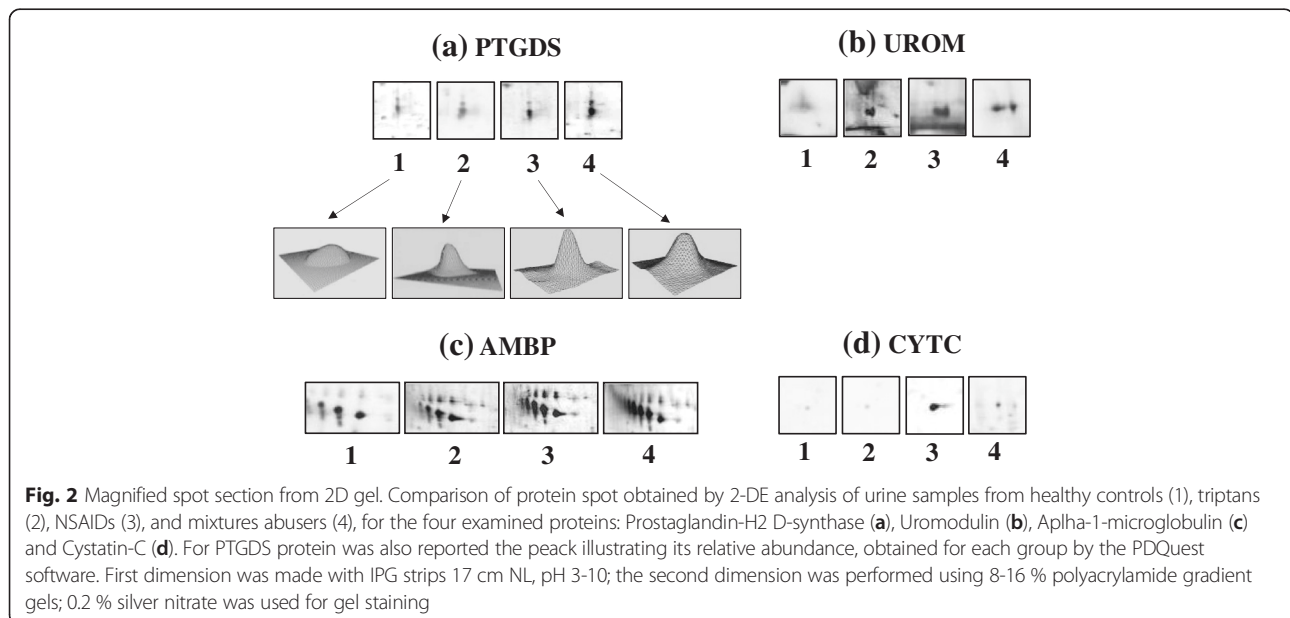 (a) PTGDS
(b) UROM
1 2 3 4
1 2 3 4
(c) AMBP
(d) CYTC
1 2 3 4
1 2 3 4
Fig. 2 Magnified spot section from 2D gel. Comparison of protein spot obtained by 2-DE analysis of urine samples from healthy controls (1), triptans
(2), NSAIDs (3), and mixtures abusers (4), for the four examined proteins: Prostaglandin-H2 D-synthase (a), Uromodulin (b), Aplha-1-microglobulin (c)
and Cystatin-C (d). For PTGDS protein was also reported the peack illustrating its relative abundance, obtained for each group by the PDQuest
software. First dimension was made with IPG strips 17 cm NL, pH 3-10; the second dimension was performed using 8-16 % polyacrylamide gradient
gels; 0.2 % silver nitrate was used for gel staining